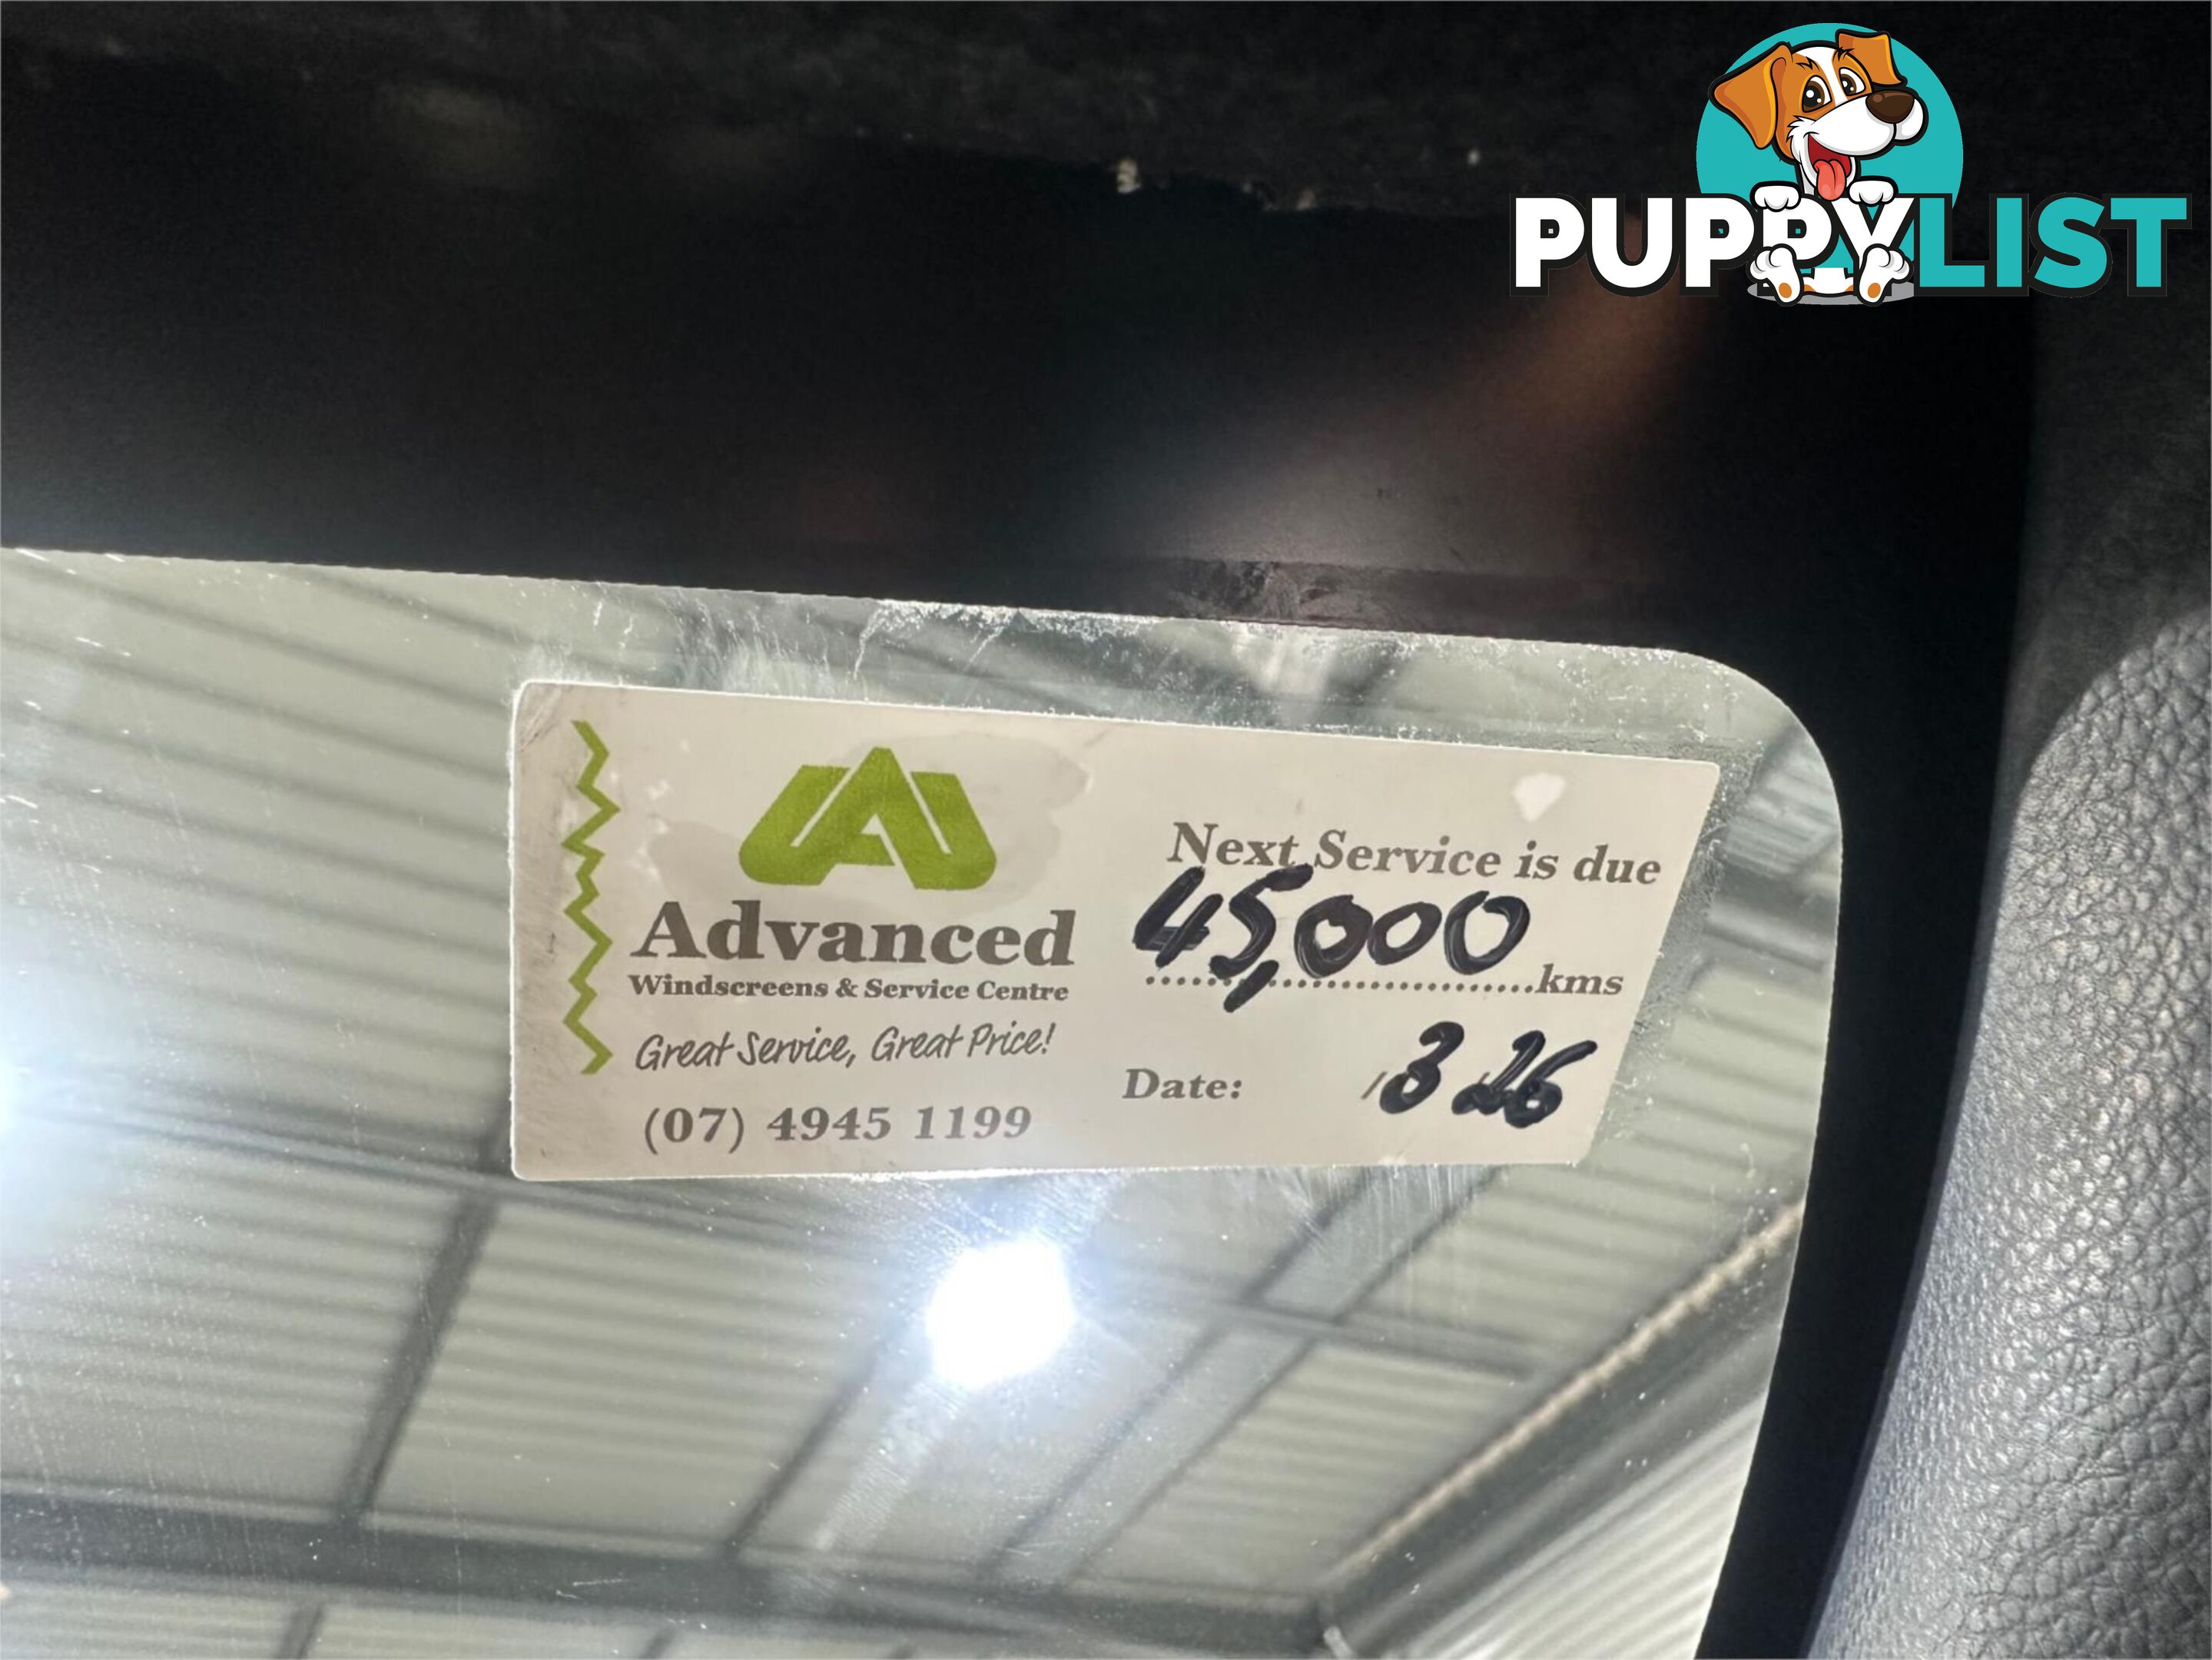 PUPPYLIST
Advanced
Windscreens & Service Centre
Great Service, Great Price!
(07) 4945 1199
Next Service is due
45,000
..............................kms
Date: / 3 26